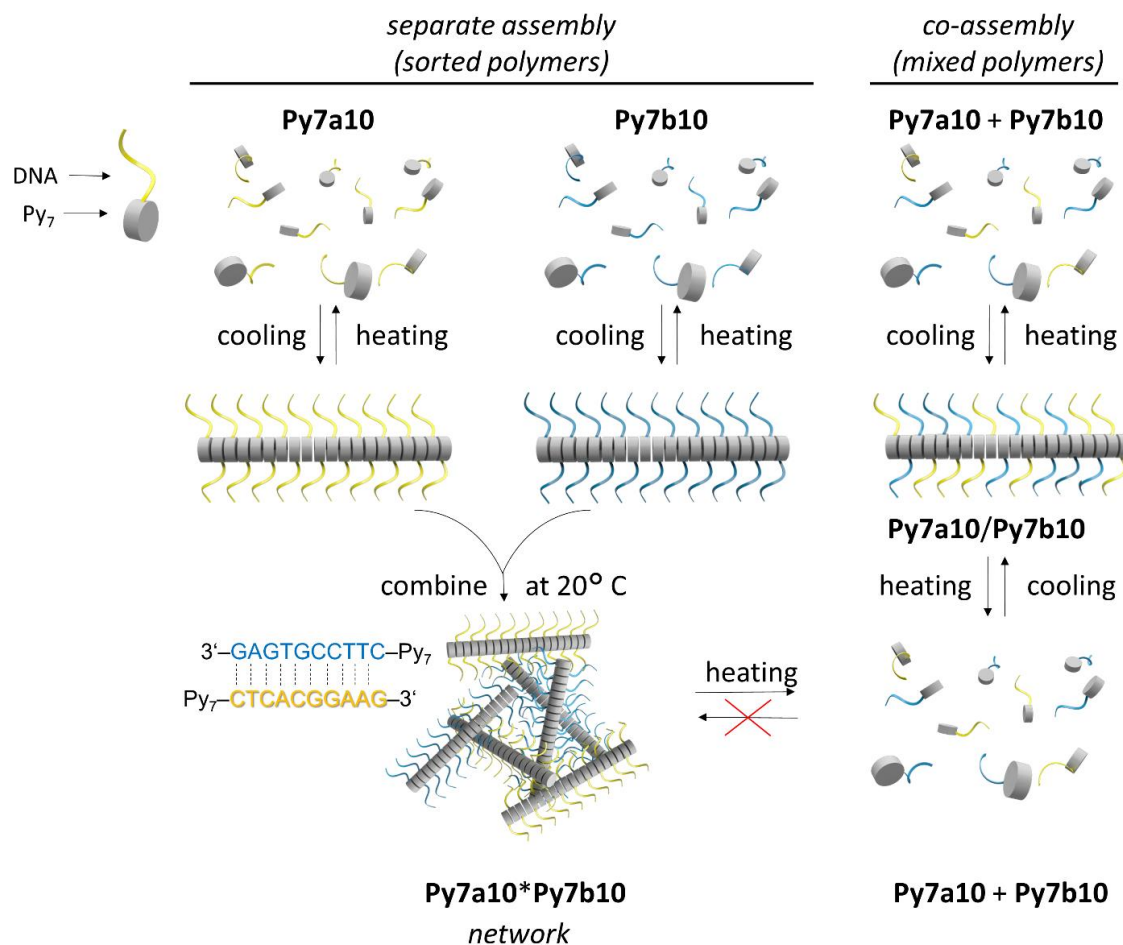 separate assembly
(sorted polymers)
co-assembly
(mixed polymers)
Py7a10
Py7b10
Py7a10 + Py7b10
DNA
Py₇
cooling heating
cooling heating
cooling heating
Py7a10/Py7b10
combine at 20° C
heating cooling
3‘–GAGTGCCTTC–Py₇
Py₇–CTCACGGAAG–3‘
heating
Py7a10*Py7b10
network
Py7a10 + Py7b10